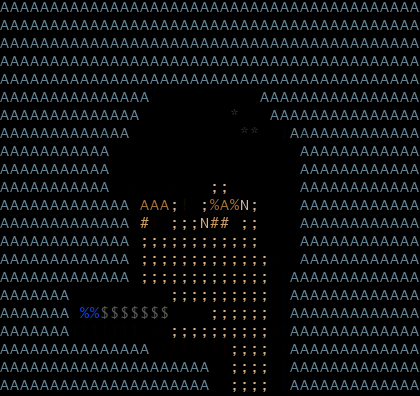 AAAAAAAAAAAAAAAAAAAAAAAAAAAAAAAAAAAAAAAAAA
AAAAAAAAAAAAAAAAAAAAAAAAAAAAAAAAAAAAAAAAAA
AAAAAAAAAAAAAAAAAAAAAAAAAAAAAAAAAAAAAAAAAA
AAAAAAAAAAAAAAAAAAAAAAAAAAAAAAAAAAAAAAAAAA
AAAAAAAAAAAAAAAAAAAAAAAAAAAAAAAAAAAAAAAAAA
AAAAAAAAAAAAAAA           AAAAAAAAAAAAAAAA
AAAAAAAAAAAAAA         *   AAAAAAAAAAAAAAA
AAAAAAAAAAAAA           **   AAAAAAAAAAAAA
AAAAAAAAAAA                   AAAAAAAAAAAA
AAAAAAAAAAA                   AAAAAAAAAAAA
AAAAAAAAAAA          ;;       AAAAAAAAAAAA
AAAAAAAAAAAAA AAA;  ;%A%N;    AAAAAAAAAAAA
AAAAAAAAAAAAA #  ;;;N## ;;    AAAAAAAAAAAA
AAAAAAAAAAAAA ;;;;;;;;;;;;    AAAAAAAAAAAA
AAAAAAAAAAAAA ;;;;;;;;;;;;;   AAAAAAAAAAAA
AAAAAAAAAAAAA ;;;;;;;;;;;;;  AAAAAAAAAAAAA
AAAAAAA          ;;;;;;;;;;  AAAAAAAAAAAAA
AAAAAAA %%$$$$$$$    ;;;;;;  AAAAAAAAAAAAA
AAAAAAA          ;;;;;;;;;;  AAAAAAAAAAAAA
AAAAAAAAAAAAAAA        ;;;;  AAAAAAAAAAAAA
AAAAAAAAAAAAAAAAAAAAA  ;;;;  AAAAAAAAAAAAA
AAAAAAAAAAAAAAAAAAAAA  ;;;;  AAAAAAAAAAAAA